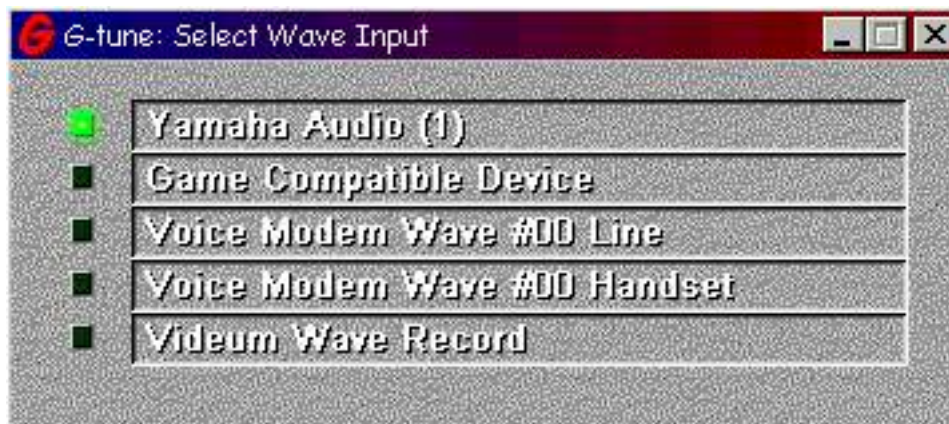 G G-tune: Select Wave Input
Yamaha Audio (1)
Game Compatible Device
Voice Modem Wave #00 Line
Voice Modem Wave #00 Handset
Videum Wave Record